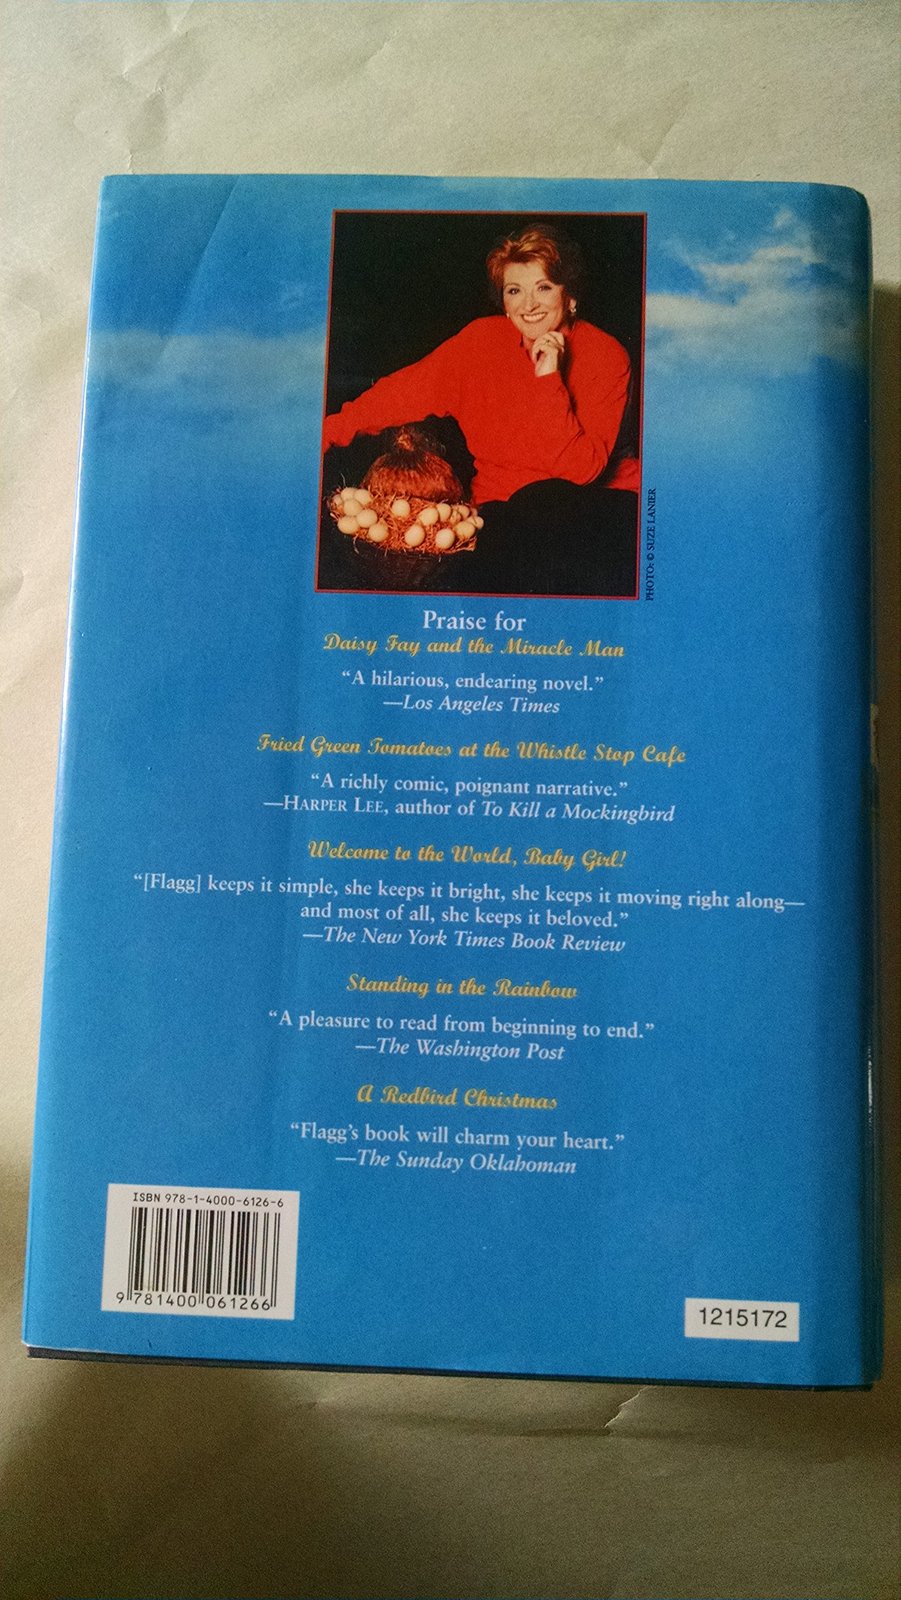 PHOTO: © SUZE LANIER
Praise for
Daisy Fay and the Miracle Man
“A hilarious, endearing novel.”
—Los Angeles Times
Fried Green Tomatoes at the Whistle Stop Cafe
“A richly comic, poignant narrative.”
—HARPER LEE, author of To Kill a Mockingbird
Welcome to the World, Baby Girl!
“[Flagg] keeps it simple, she keeps it bright, she keeps it moving right along—
and most of all, she keeps it beloved.”
—The New York Times Book Review
Standing in the Rainbow
“A pleasure to read from beginning to end.”
—The Washington Post
A Redbird Christmas
“Flagg’s book will charm your heart.”
—The Sunday Oklahoman
ISBN 978-1-4000-6126-6
9 781400 061266
1215172